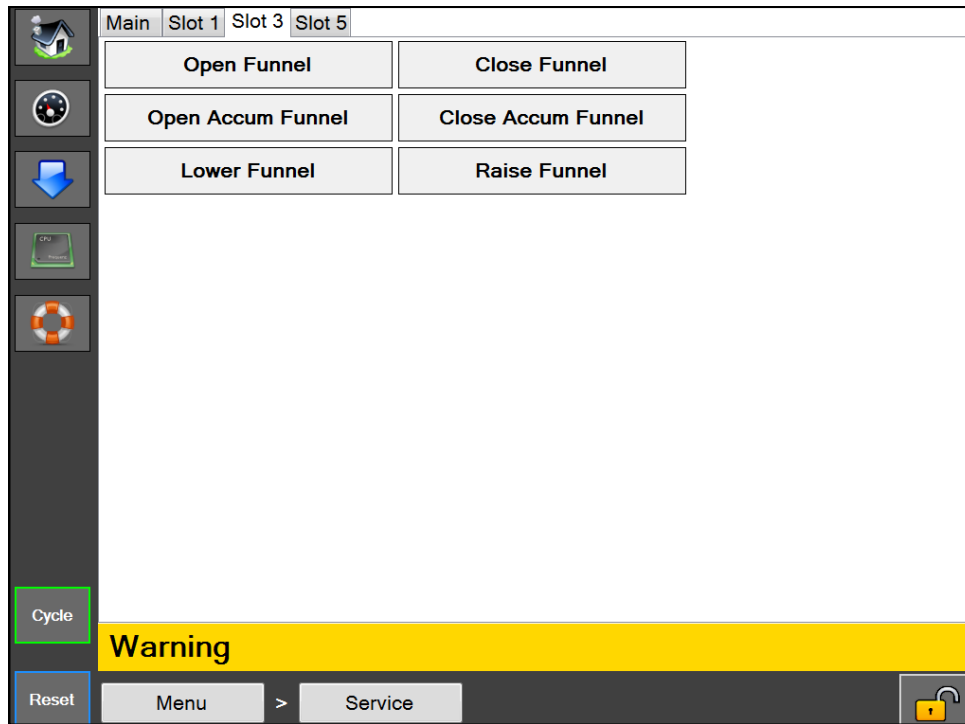 Main Slot 1 Slot 3 Slot 5
Open Funnel Close Funnel
Open Accum Funnel Close Accum Funnel
Lower Funnel Raise Funnel
CPU
Cycle
Warning
Reset Menu > Service